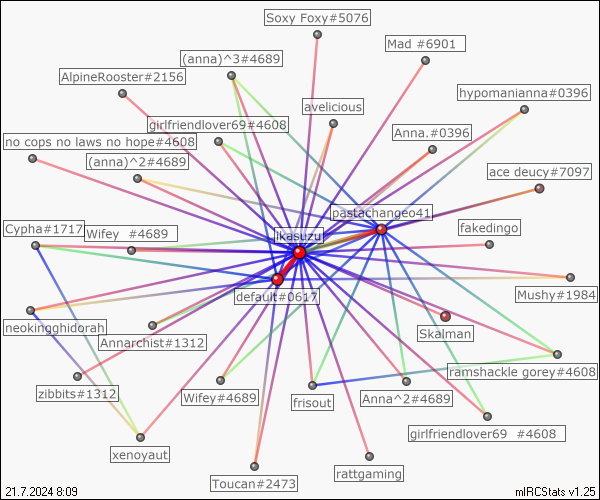 Soxy Foxy#5076
Mad #6901
(anna)^3#4689
AlpineRooster#2156
hypomanianna#0396
avelicious
girlfriendlover69#4608
Anna.#0396
no cops no laws no hope#4608
(anna)^2#4689
ace deucy#7097
pastachangeo41
Cypha#1717
Wifey  #4689
ikasuzu
fakedingo
default#0617
Mushy#1984
neokingghidorah
Annarchist#1312
Skalman
ramshackle gorey#4608
zibbits#1312
Wifey#4689
frisout
Anna^2#4689
girlfriendlover69  #4608
xenoyaut
Toucan#2473
rattgaming
21.7.2024 8:09
mIRCStats v1.25